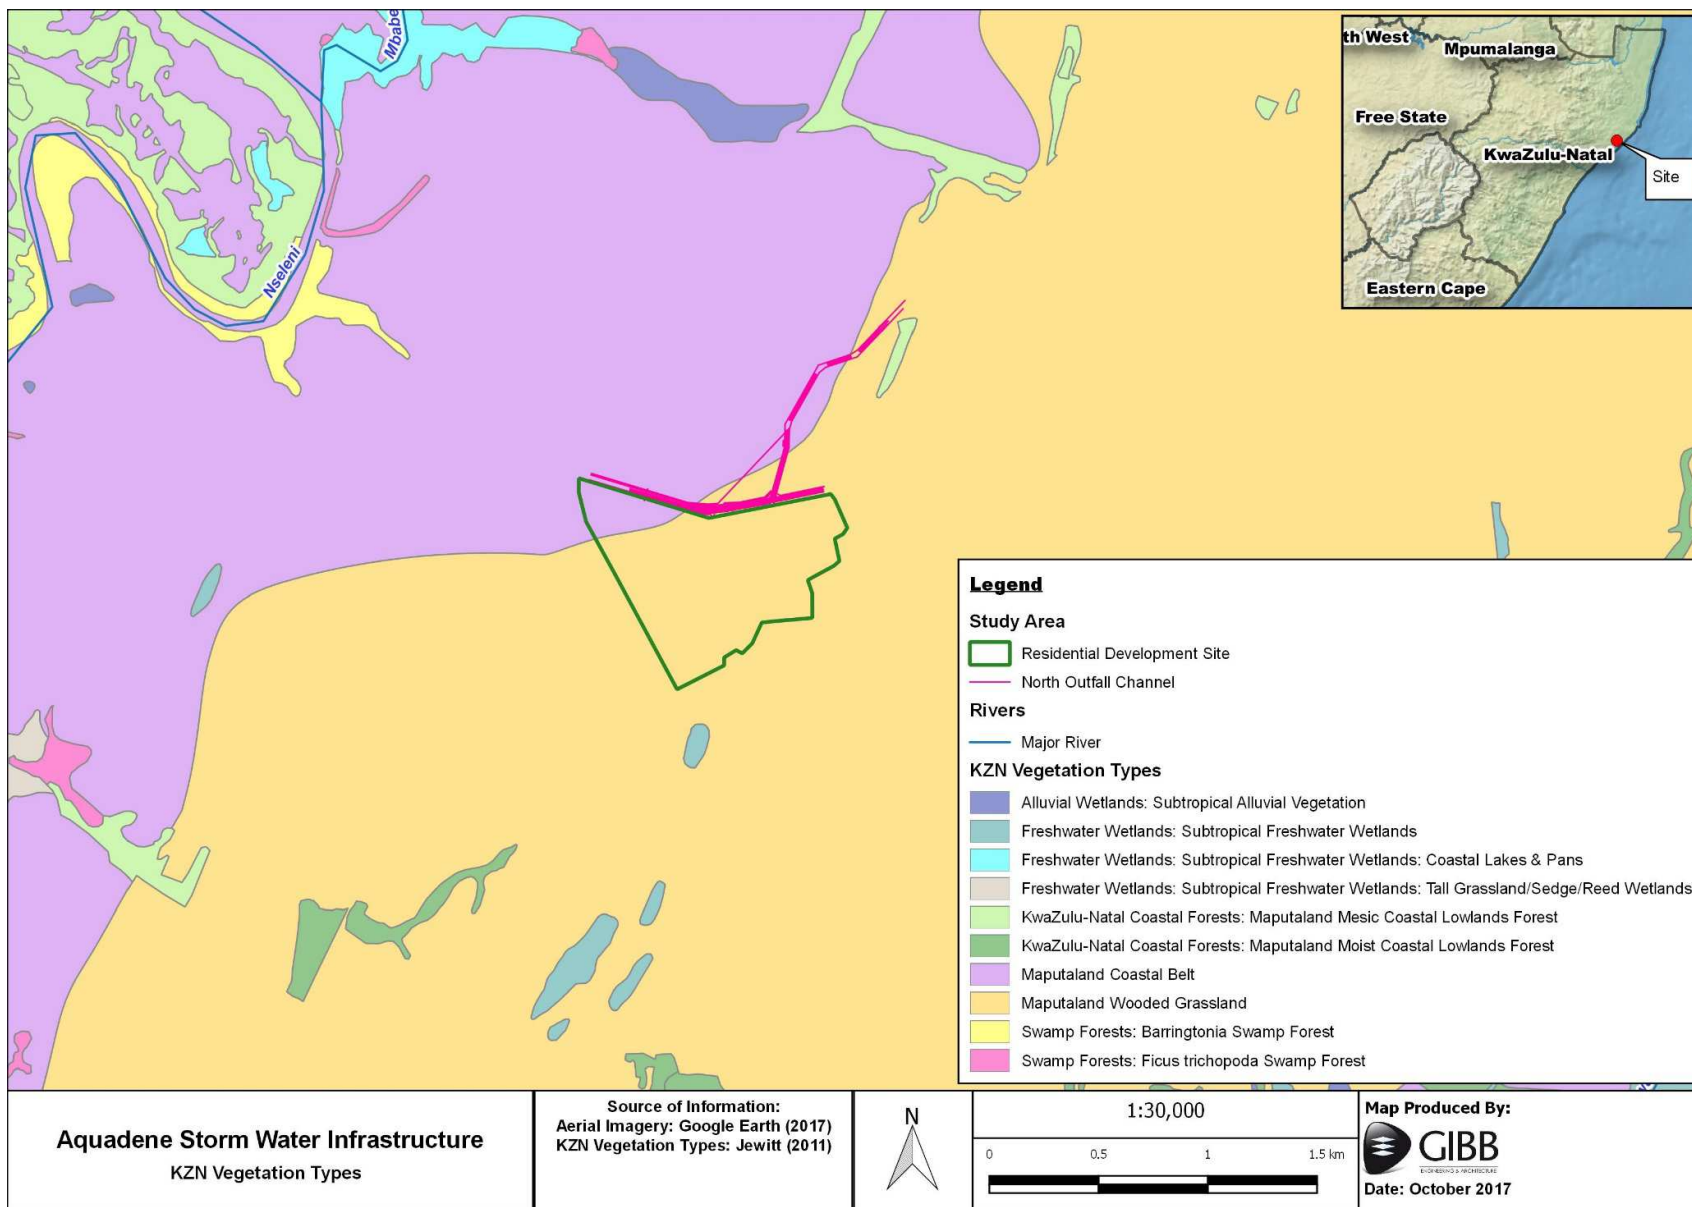 Mbabe
Nseleni
th West
Mpumalanga
Free State
KwaZulu-Natal
Site
Eastern Cape
Legend
Study Area
Residential Development Site
North Outfall Channel
Rivers
Major River
KZN Vegetation Types
Alluvial Wetlands: Subtropical Alluvial Vegetation
Freshwater Wetlands: Subtropical Freshwater Wetlands
Freshwater Wetlands: Subtropical Freshwater Wetlands: Coastal Lakes & Pans
Freshwater Wetlands: Subtropical Freshwater Wetlands: Tall Grassland/Sedge/Reed Wetlands
KwaZulu-Natal Coastal Forests: Maputaland Mesic Coastal Lowlands Forest
KwaZulu-Natal Coastal Forests: Maputaland Moist Coastal Lowlands Forest
Maputaland Coastal Belt
Maputaland Wooded Grassland
Swamp Forests: Barringtonia Swamp Forest
Swamp Forests: Ficus trichopoda Swamp Forest
Aquadene Storm Water Infrastructure
KZN Vegetation Types
Source of Information:
Aerial Imagery: Google Earth (2017)
KZN Vegetation Types: Jewitt (2011)
N
1:30,000
0 0.5 1 1.5 km
Map Produced By:
GIBB
ENGINEERING & ARCHITECTURE
Date: October 2017